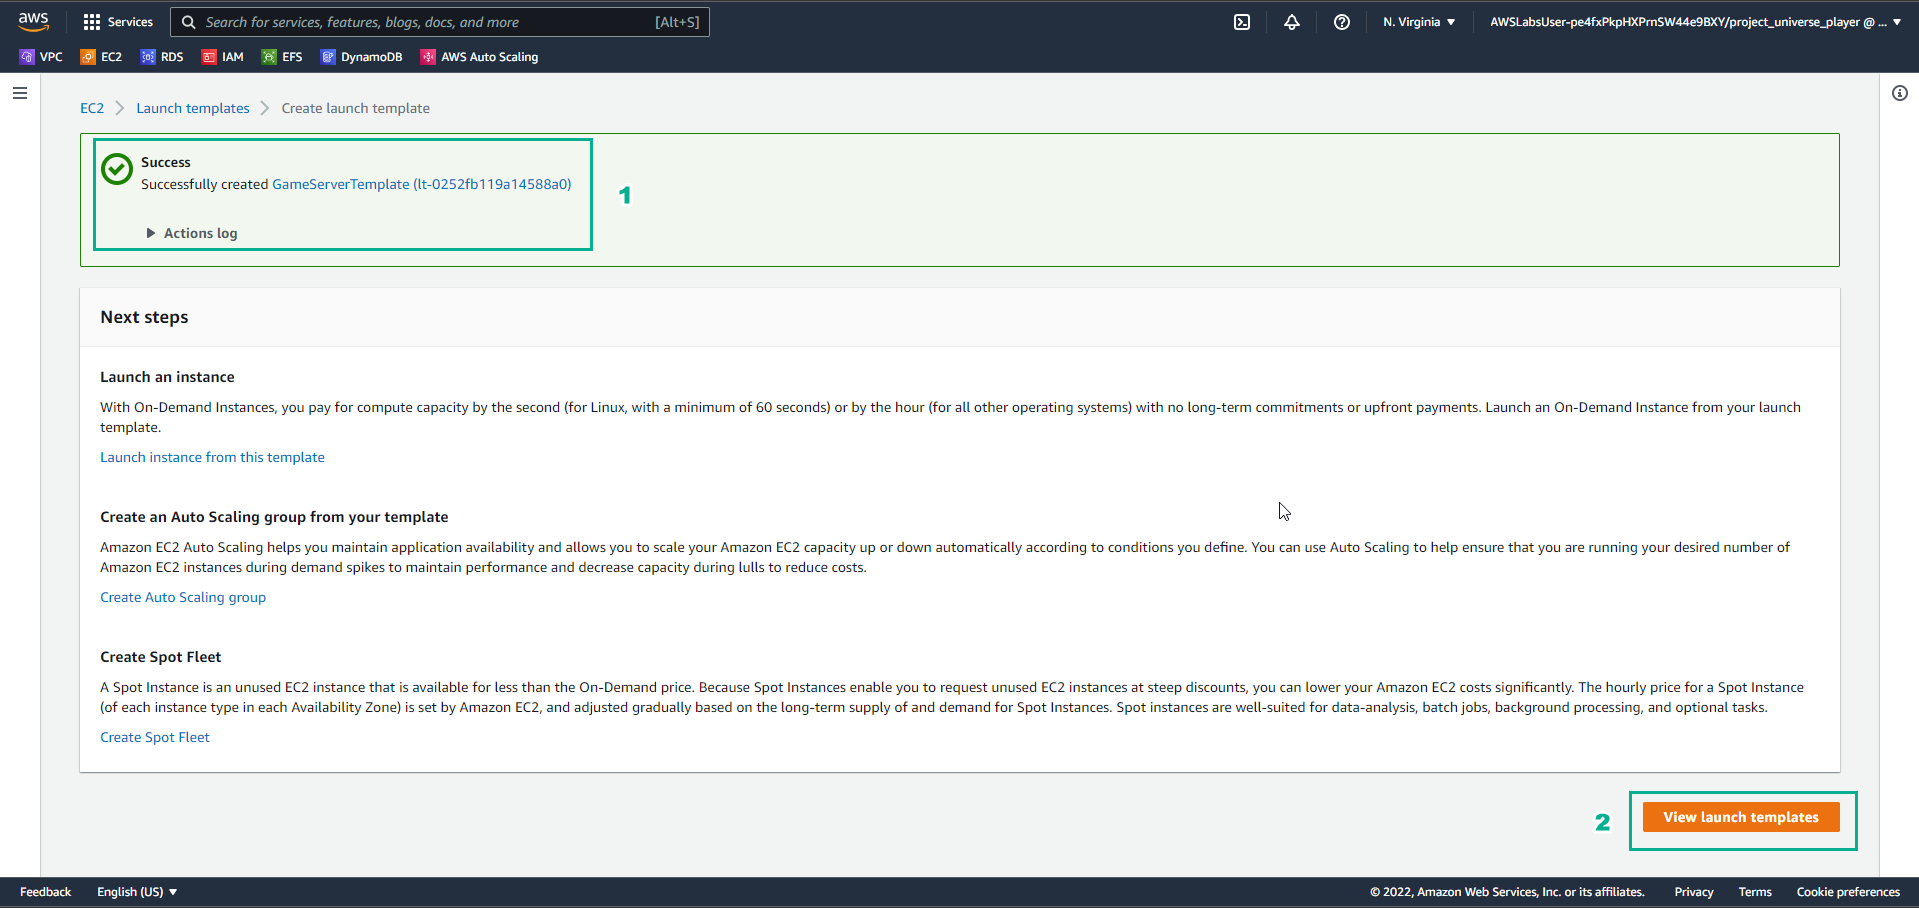 aws
Services
Search for services, features, blogs, docs, and more
[Alt+S]
N. Virginia
AWSLabsUser-pe4fxPkpHXPrnSW44e9BXY/project_universe_player @ ...
VPC
EC2
RDS
IAM
EFS
DynamoDB
AWS Auto Scaling
EC2 > Launch templates > Create launch template
Success
Successfully created GameServerTemplate (lt-0252fb119a14588a0)
Actions log
1
Next steps
Launch an instance
With On-Demand Instances, you pay for compute capacity by the second (for Linux, with a minimum of 60 seconds) or by the hour (for all other operating systems) with no long-term commitments or upfront payments. Launch an On-Demand Instance from your launch
template.
Launch instance from this template
Create an Auto Scaling group from your template
Amazon EC2 Auto Scaling helps you maintain application availability and allows you to scale your Amazon EC2 capacity up or down automatically according to conditions you define. You can use Auto Scaling to help ensure that you are running your desired number of
Amazon EC2 instances during demand spikes to maintain performance and decrease capacity during lulls to reduce costs.
Create Auto Scaling group
Create Spot Fleet
A Spot Instance is an unused EC2 instance that is available for less than the On-Demand price. Because Spot Instances enable you to request unused EC2 instances at steep discounts, you can lower your Amazon EC2 costs significantly. The hourly price for a Spot Instance
(of each instance type in each Availability Zone) is set by Amazon EC2, and adjusted gradually based on the long-term supply of and demand for Spot Instances. Spot instances are well-suited for data-analysis, batch jobs, background processing, and optional tasks.
Create Spot Fleet
2
View launch templates
Feedback
English (US)
© 2022, Amazon Web Services, Inc. or its affiliates.
Privacy
Terms
Cookie preferences